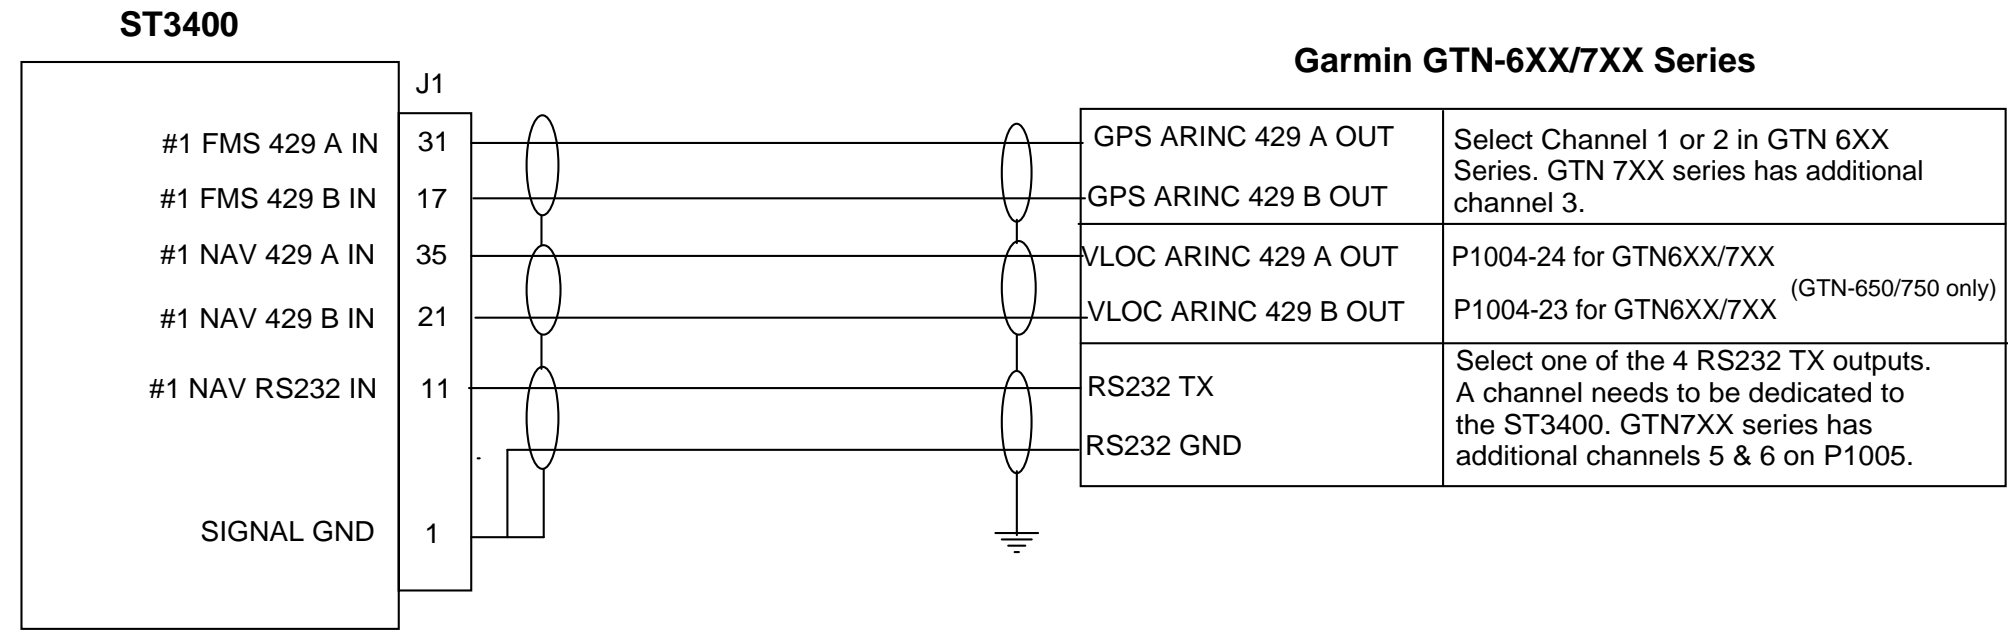 ST3400
Garmin GTN-6XX/7XX Series
J1
#1 FMS 429 A IN 31 GPS ARINC 429 A OUT
#1 FMS 429 B IN 17 GPS ARINC 429 B OUT
Select Channel 1 or 2 in GTN 6XX
Series. GTN 7XX series has additional
channel 3.
#1 NAV 429 A IN 35 VLOC ARINC 429 A OUT P1004-24 for GTN6XX/7XX
(GTN-650/750 only)
#1 NAV 429 B IN 21 VLOC ARINC 429 B OUT P1004-23 for GTN6XX/7XX
#1 NAV RS232 IN 11 RS232 TX
RS232 GND
Select one of the 4 RS232 TX outputs.
A channel needs to be dedicated to
the ST3400. GTN7XX series has
additional channels 5 & 6 on P1005.
SIGNAL GND 1